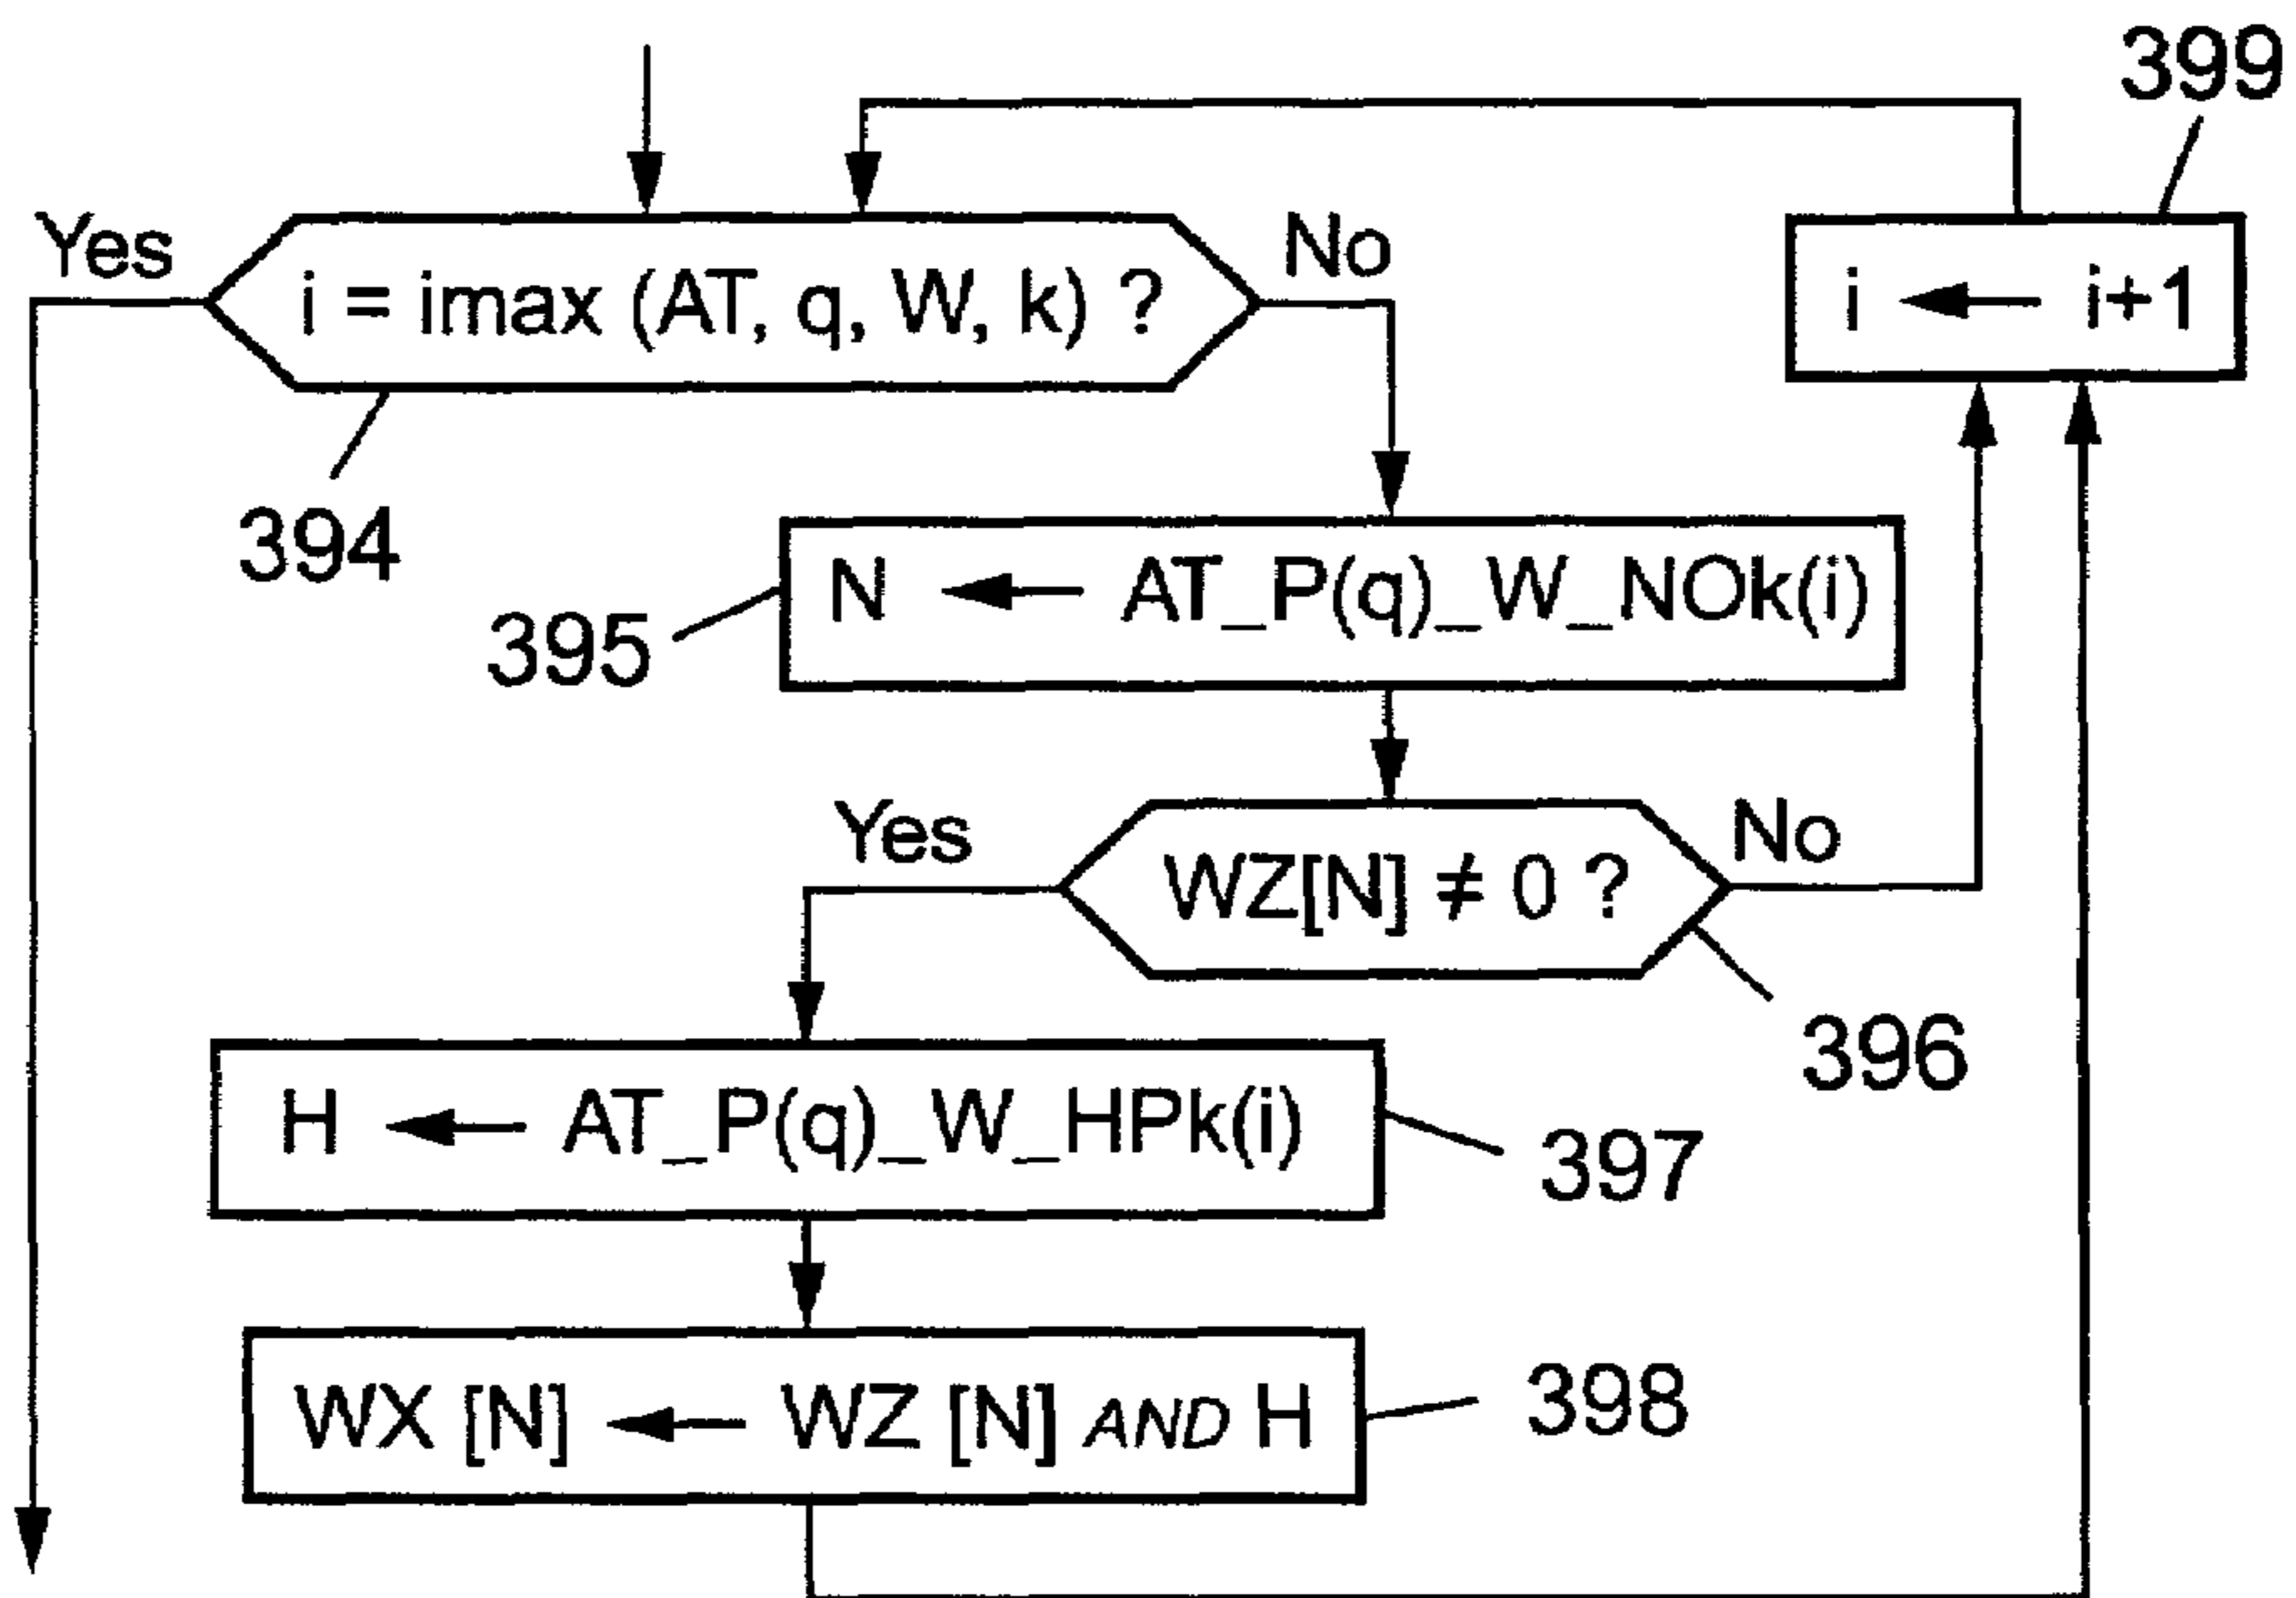 399
Yes
No
i = imax (AT, q, W, k) ?
i ← i+1
394
N ← AT_P(q)_W_NOk(i)
395
Yes
No
WZ[N] ≠ 0 ?
396
H ← AT_P(q)_W_HPk(i)
397
WX [N] ← WZ [N] AND H
398